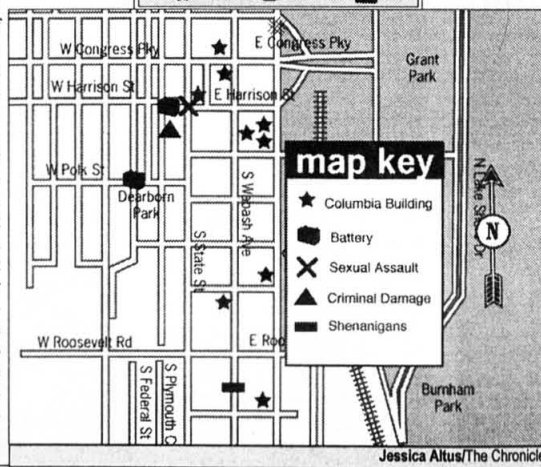 W Congress Pky
E Congress Pky
W Harrison St
E Harrison St
Grant
Park
W Polk St
Dearborn
Park
S Wabash Ave
S State St
N Lake Shore Dr
N
map key
Columbia Building
Battery
Sexual Assault
Criminal Damage
Shenanigans
W Roosevelt Rd
E Roo
S Federal St
S Plymouth C
Burnham
Park
Jessica Altus/The Chronicle